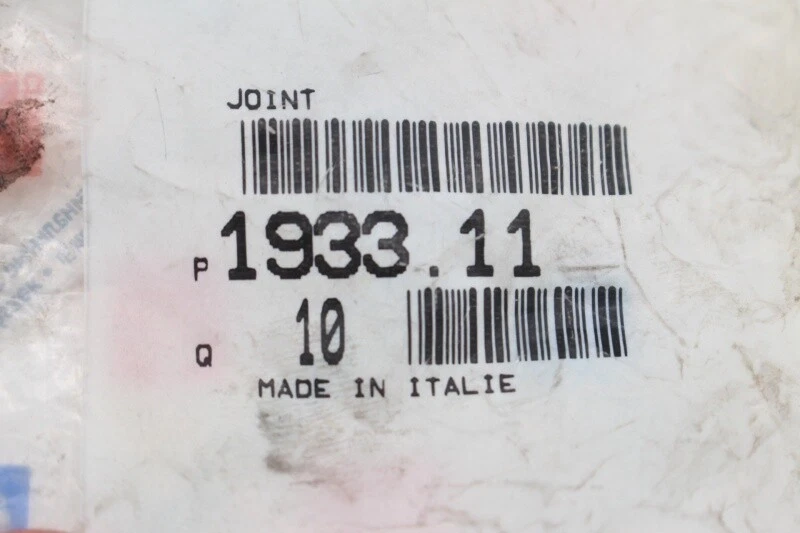 JOINT
P 1933.11
Q 10
MADE IN ITALIE